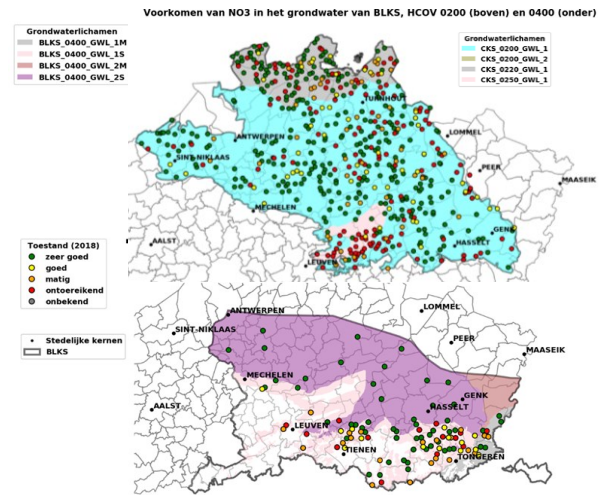 Voorkomen van NO3 in het grondwater van BLKS, HCOV 0200 (boven) en 0400 (onder)
Grondwaterlichamen
BLKS_0400_GWL_1M
BLKS_0400_GWL_1S
BLKS_0400_GWL_2M
BLKS_0400_GWL_2S
Grondwaterlichamen
CKS_0200_GWL_1
CKS_0200_GWL_2
CKS_0220_GWL_1
CKS_0250_GWL_1
TURNHOUT
ANTWERPEN
LOMMEL
SINT-NIKLAAS
PEER
MAASEIK
MECHELEN
GENK
AALST
HASSELT
LEUVEN
Toestand (2018)
zeer goed
goed
matig
ontoereikend
onbekend
Stedelijke kernen
BLKS
ANTWERPEN
LOMMEL
SINT-NIKLAAS
PEER
MAASEIK
MECHELEN
GENK
AALST
HASSELT
LEUVEN
TIENEN
TONGEREN